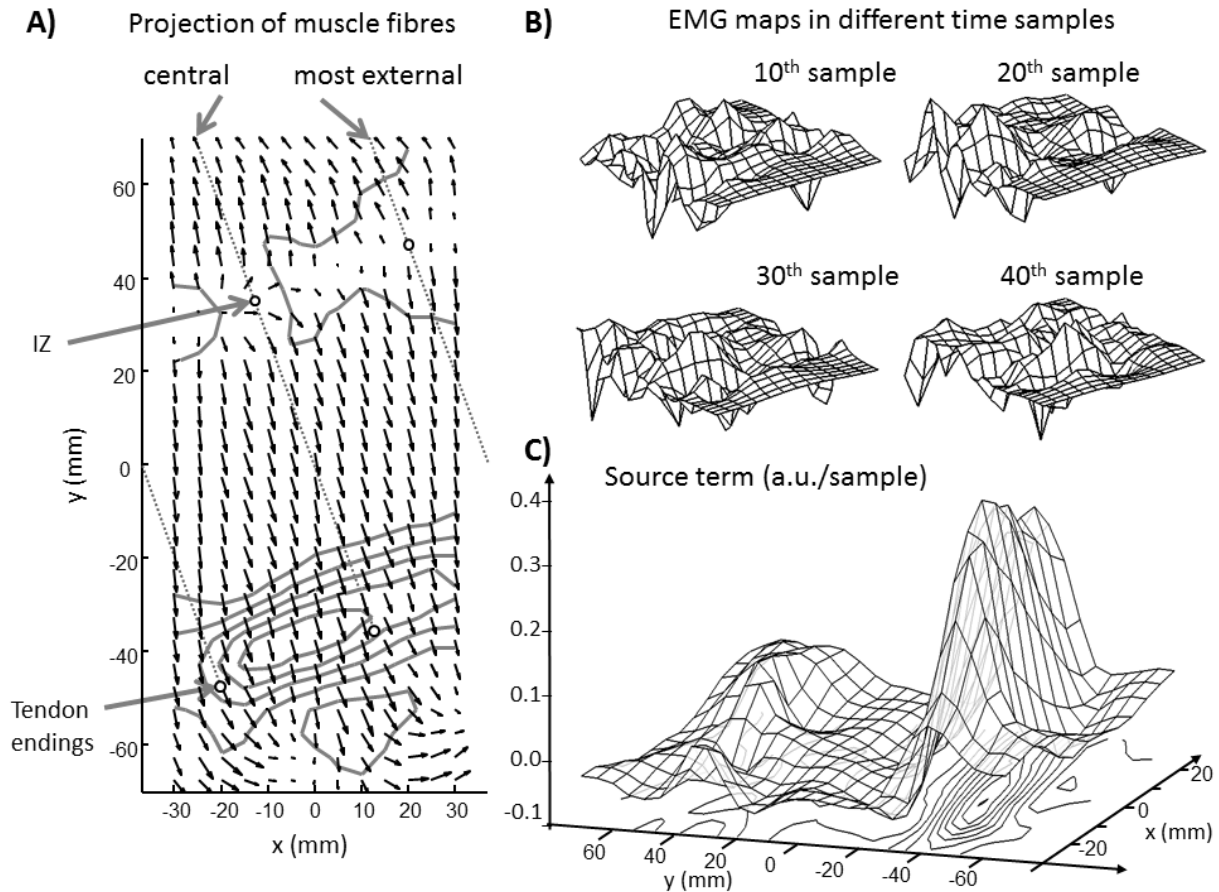 A) Projection of muscle fibres
central most external
60
40
20
0
-20
-40
-60
y (mm)
IZ
Tendon
endings
-30 -20 -10 0 10 20 30
x (mm)
B) EMG maps in different time samples
10th sample 20th sample
30th sample 40th sample
C) Source term (a.u./sample)
0.4
0.3
0.2
0.1
0.0
-0.1
60 40 20 0 -20 -40 -60
y (mm)
20
0
-20
x (mm)